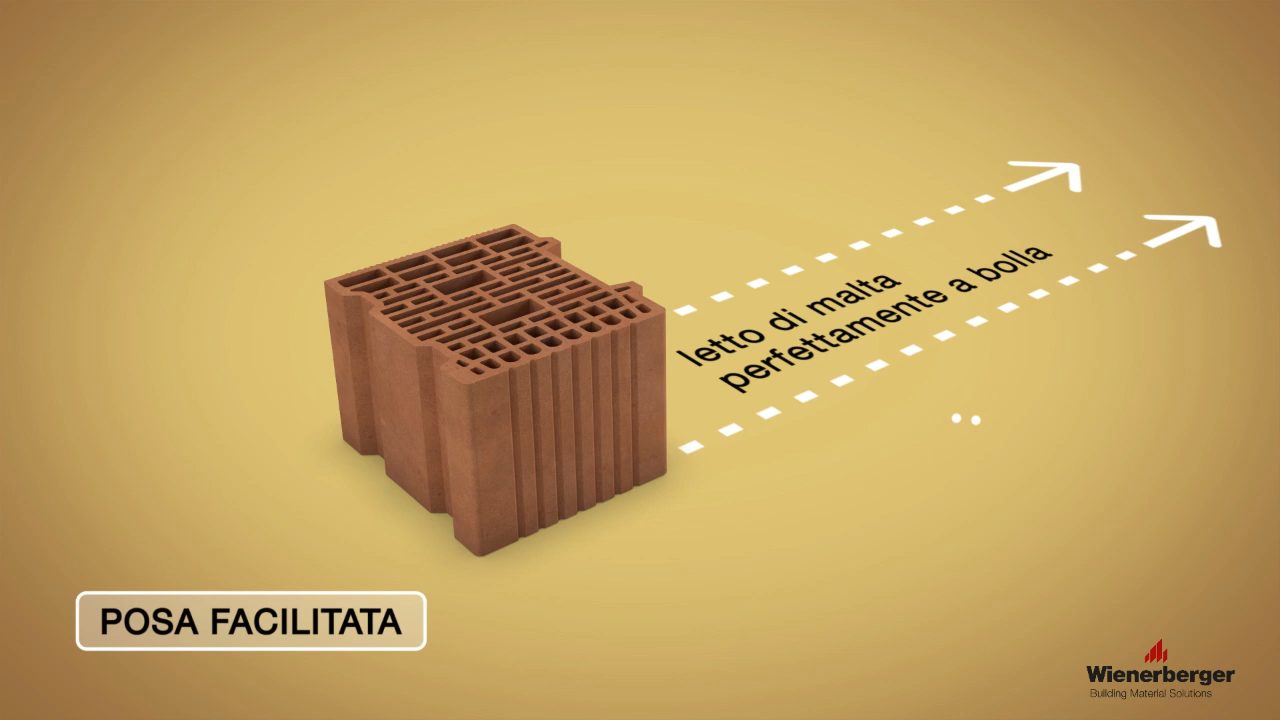 letto di malta
perfettamente a bolla
POSA FACILITATA
Wienerberger
Building Material Solutions